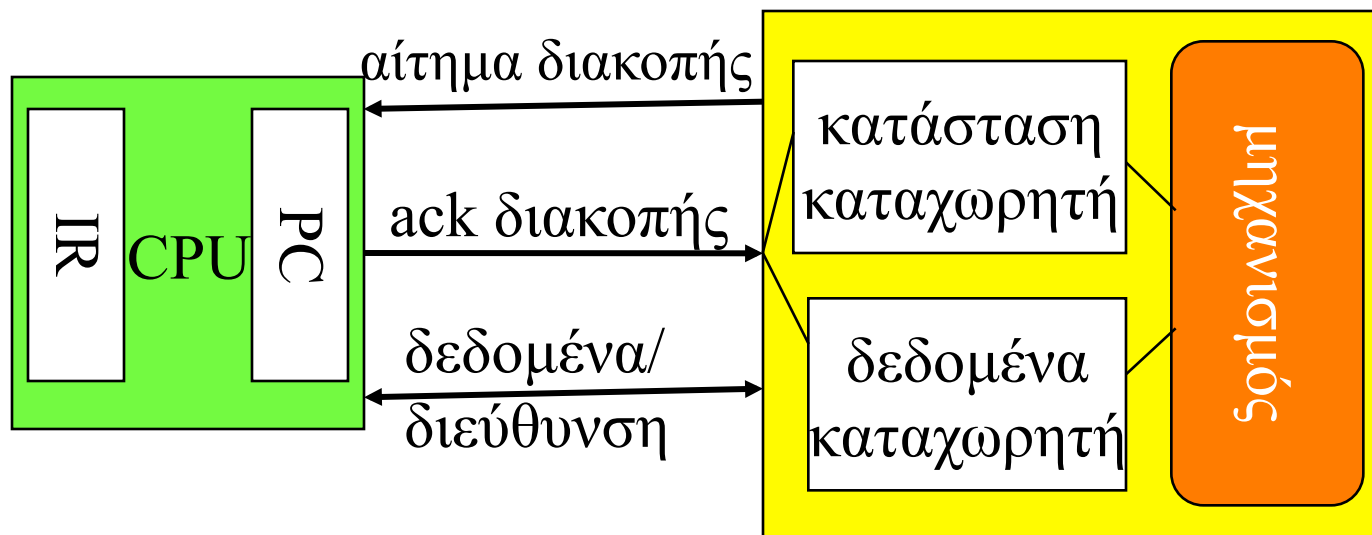 αίτημα διακοπής
IR
CPU
PC
ack διακοπής
δεδομένα/
διεύθυνση
κατάσταση
καταχωρητή
δεδομένα
καταχωρητή
μηχανισμός